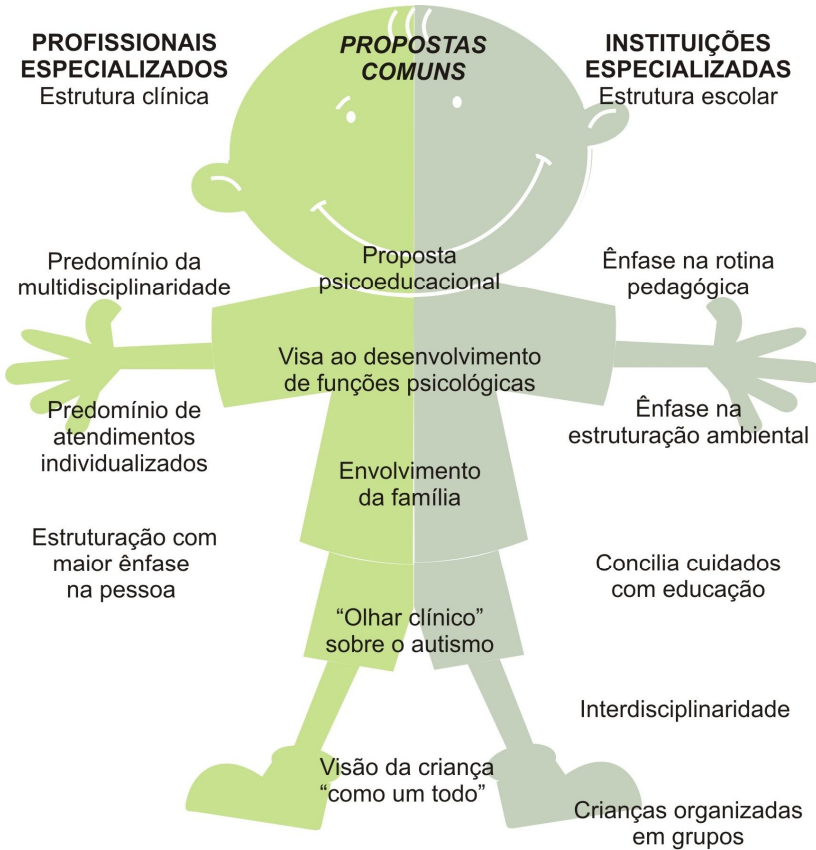 PROFISSIONAIS
ESPECIALIZADOS
Estrutura clínica
Predomínio da
multidisciplinaridade
Predomínio de
atendimentos
individualizados
Estruturação com
maior ênfase
na pessoa
PROPOSTAS
COMUNS
Proposta
psicoeducacional
Visa ao desenvolvimento
de funções psicológicas
Envolvimento
da família
“Olhar clínico”
sobre o autismo
Visão da criança
“como um todo”
INSTITUIÇÕES
ESPECIALIZADAS
Estrutura escolar
Ênfase na rotina
pedagógica
Ênfase na
estruturação ambiental
Concilia cuidados
com educação
Interdisciplinaridade
Crianças organizadas
em grupos